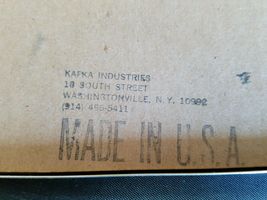 KAFKA INDUSTRIES
18 SOUTH STREET
WASHINGTONVILLE, N.Y. 10992
(914) 496-5411
MADE IN U.S.A.